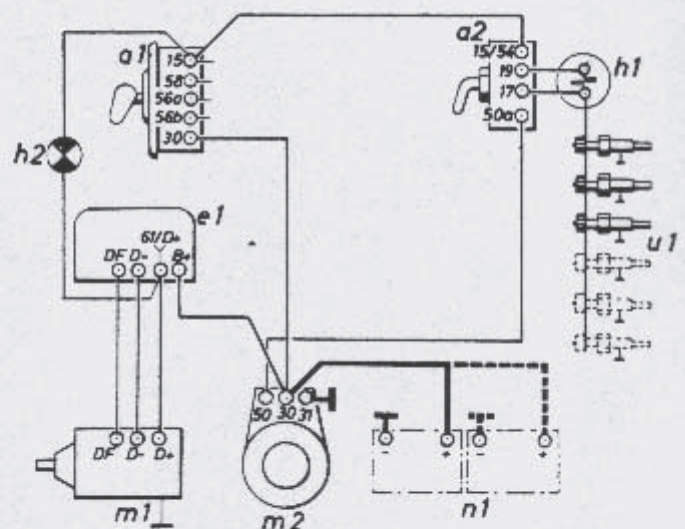 a1
15
58
56a
56b
30
a2
15/54
19
17
50a
h1
h2
e1
61/D+
DF D- B+
u1
50 30 31
- + - +
DF D- D+
m1
m2
n1